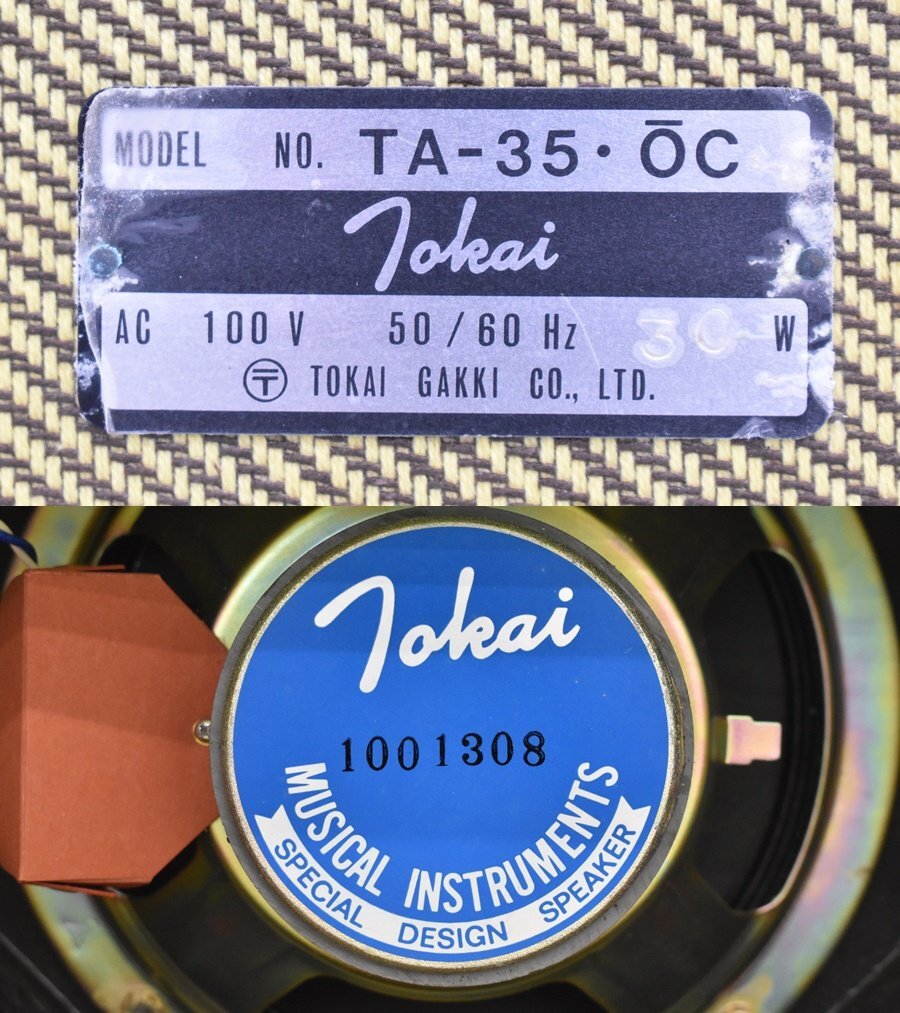 MODEL NO. TA-35・ŌC
Tokai
AC 100 V 50/60 Hz 30 W
〒 TOKAI GAKKI CO., LTD.
Tokai
1001308
MUSICAL INSTRUMENTS
SPECIAL DESIGN SPEAKER